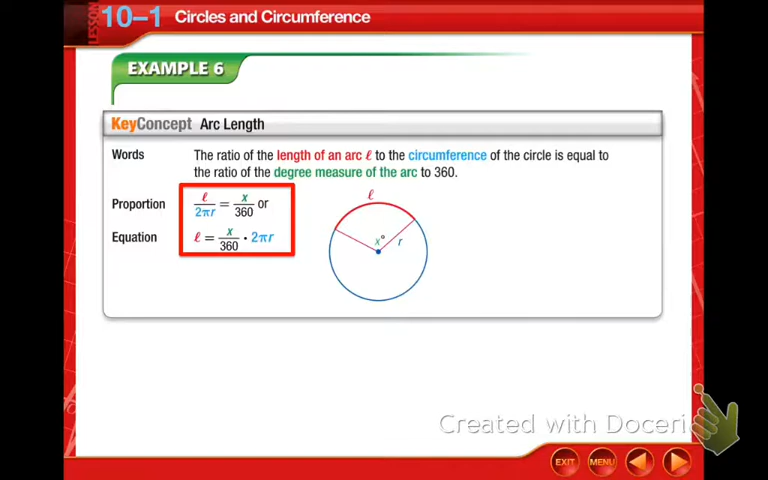 LESSON 10–1 Circles and Circumference
EXAMPLE 6
KeyConcept Arc Length
Words The ratio of the length of an arc ℓ to the circumference of the circle is equal to
the ratio of the degree measure of the arc to 360.
Proportion ℓ/2πr = x/360 or
Equation ℓ = x/360 • 2πr
ℓ
x° r
Created with Doceri
EXIT MENU